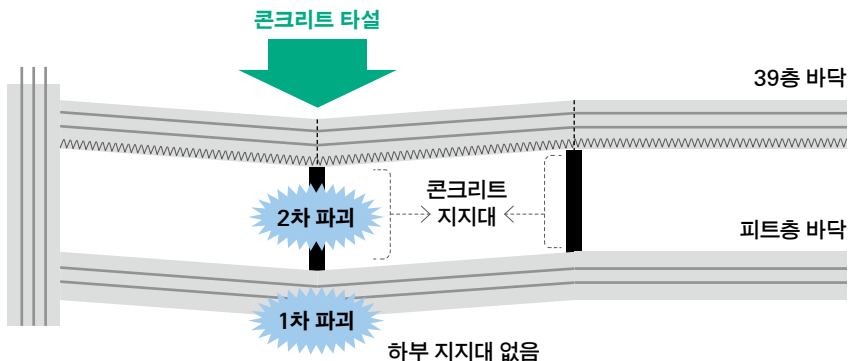 콘크리트 타설
39층 바닥
콘크리트
지지대
2차 파괴
피트층 바닥
1차 파괴
하부 지지대 없음